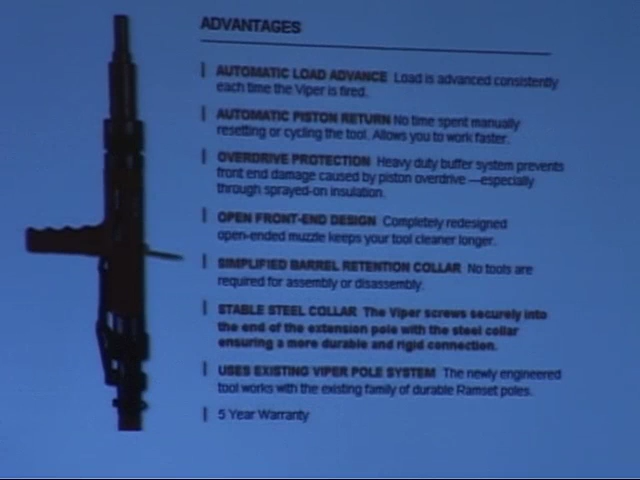 ADVANTAGES
AUTOMATIC LOAD ADVANCE Load is advanced consistently
each time the Viper is fired.
AUTOMATIC PISTON RETURN No time spent manually
resetting or cycling the tool. Allows you to work faster.
OVERDRIVE PROTECTION Heavy duty buffer system prevents
front end damage caused by piston overdrive —especially
through sprayed-on insulation.
OPEN FRONT-END DESIGN Completely redesigned
open-ended muzzle keeps your tool cleaner longer.
SIMPLIFIED BARREL RETENTION COLLAR No tools are
required for assembly or disassembly.
STABLE STEEL COLLAR The Viper screws securely into
the end of the extension pole with the steel collar
ensuring a more durable and rigid connection.
USES EXISTING VIPER POLE SYSTEM The newly engineered
tool works with the existing family of durable Ramset poles.
5 Year Warranty